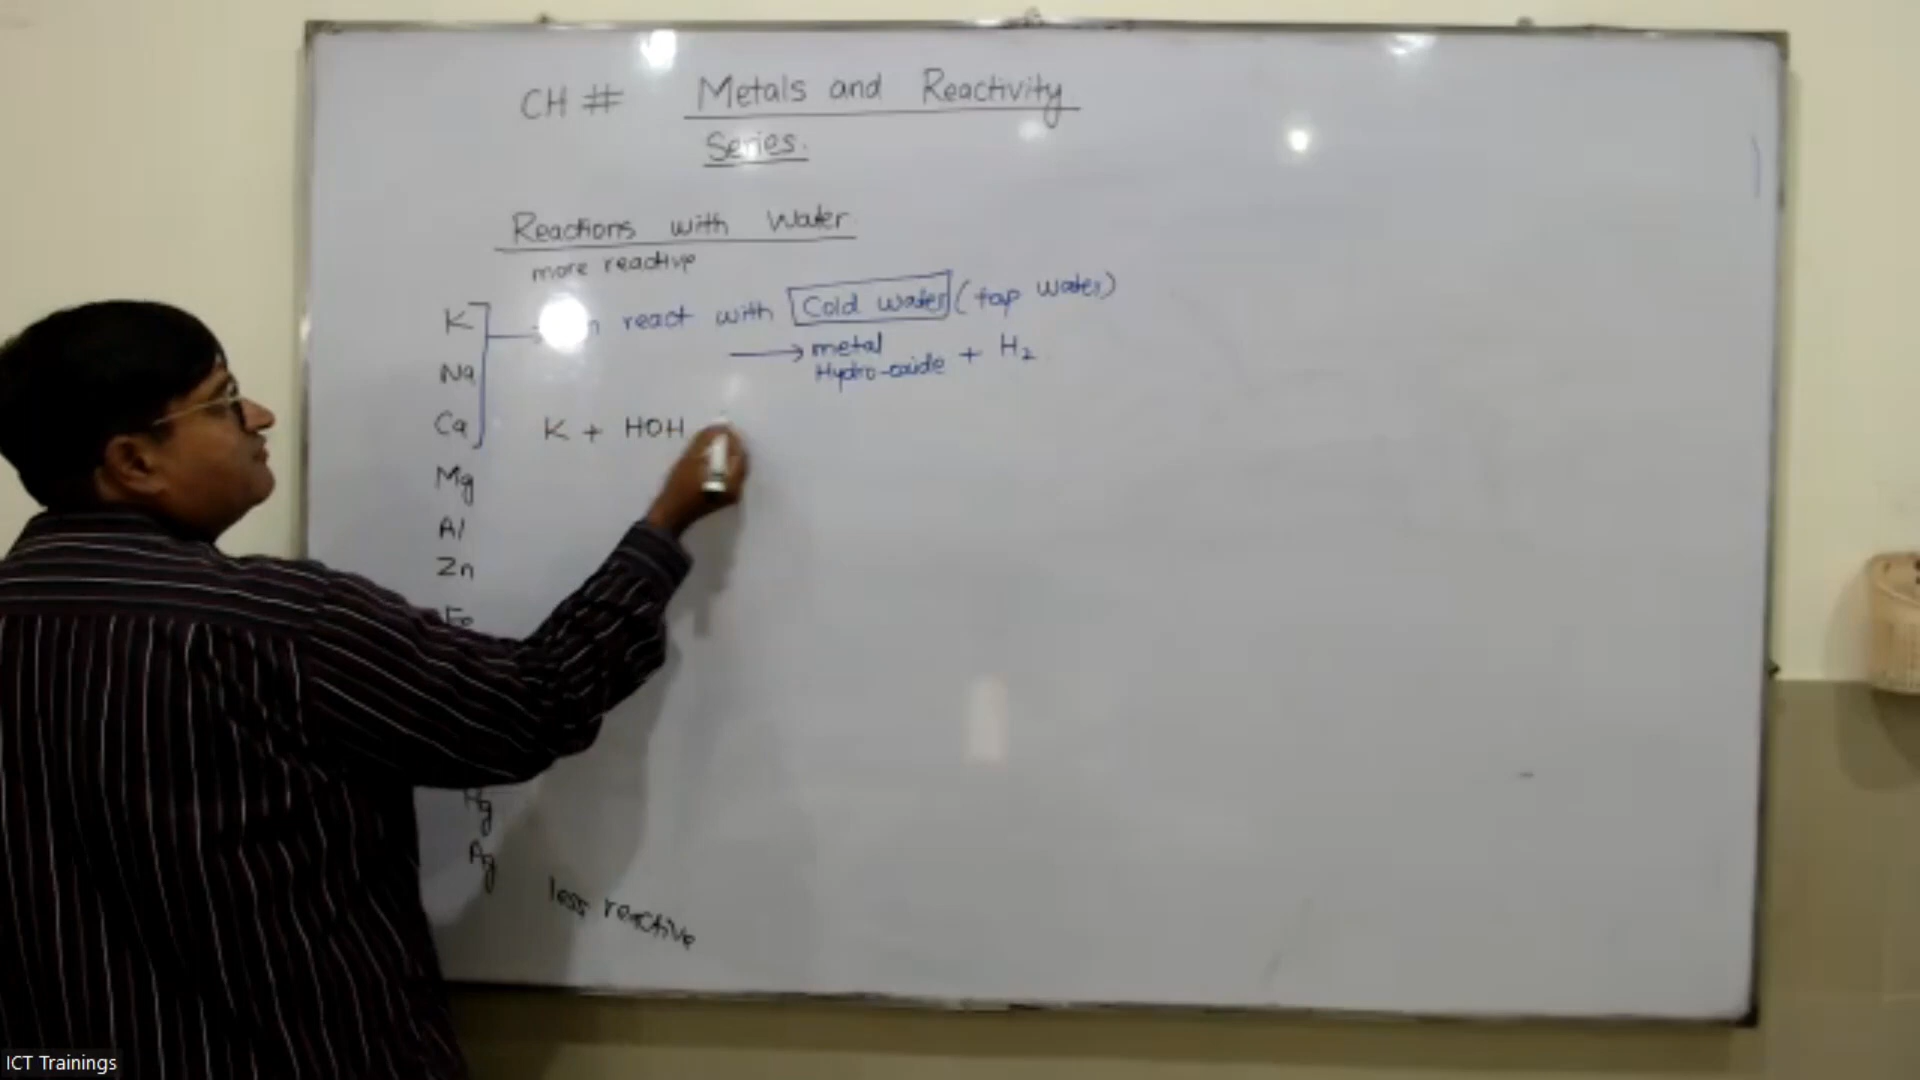 CH # Metals and Reactivity
Series.
Reactions with Water
more reactive
K react with Cold water (tap water)
→ metal + H₂
Hydro-oxide
Na
Ca K + HOH
Mg
Al
Zn
Fe
Hg
Ag
less reactive
ICT Trainings